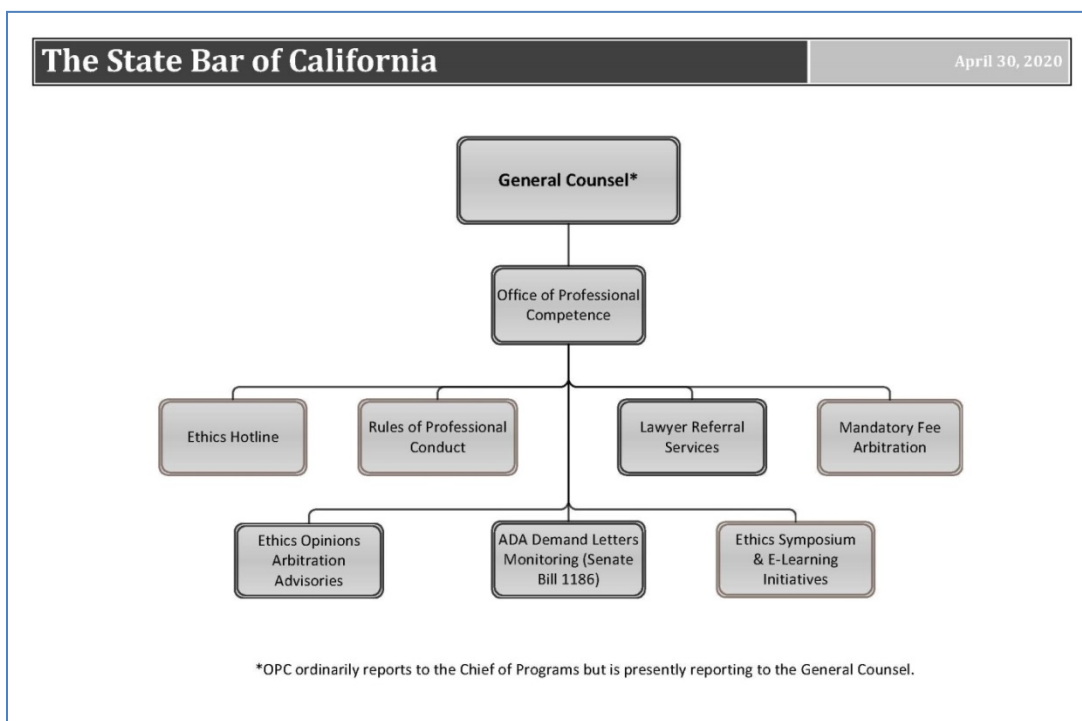 The State Bar of California
April 30, 2020
General Counsel*
Office of Professional
Competence
Ethics Hotline
Rules of Professional
Conduct
Lawyer Referral
Services
Mandatory Fee
Arbitration
Ethics Opinions
Arbitration
Advisories
ADA Demand Letters
Monitoring (Senate
Bill 1186)
Ethics Symposium
& E-Learning
Initiatives
*OPC ordinarily reports to the Chief of Programs but is presently reporting to the General Counsel.